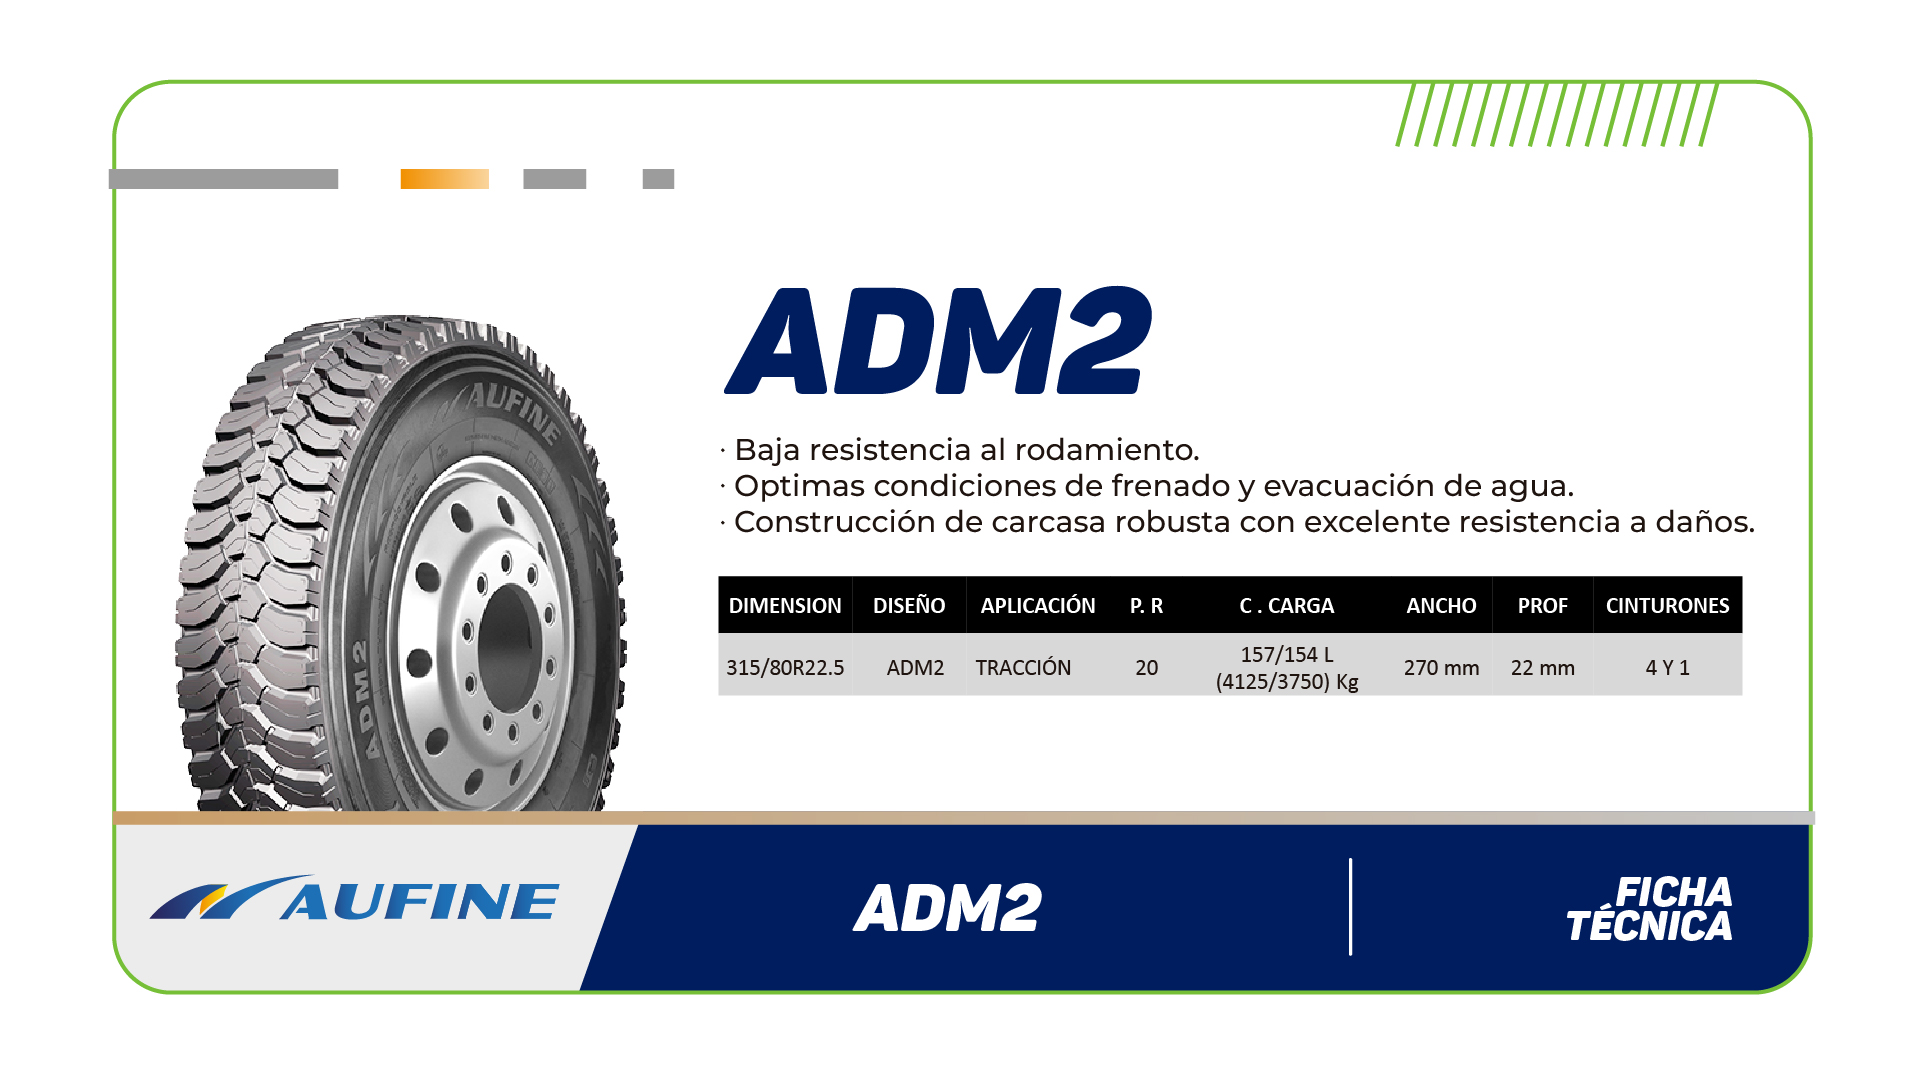 ADM2
· Baja resistencia al rodamiento.
· Optimas condiciones de frenado y evacuación de agua.
· Construcción de carcasa robusta con excelente resistencia a daños.
DIMENSION DISEÑO APLICACIÓN P. R C . CARGA ANCHO PROF CINTURONES
315/80R22.5 ADM2 TRACCIÓN 20 157/154 L (4125/3750) Kg 270 mm 22 mm 4 Y 1
AUFINE
ADM2
AUFINE
ADM2
FICHA
TÉCNICA